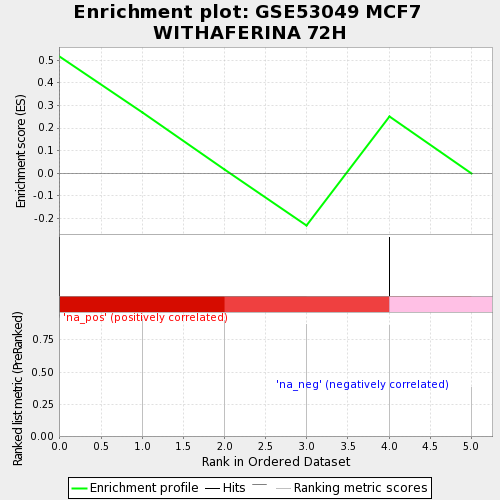 Enrichment plot: GSE53049 MCF7
WITHAFERINA 72H
Enrichment score (ES)
0.5
0.4
0.3
0.2
0.1
0.0
-0.1
-0.2
'na_pos' (positively correlated)
'na_neg' (negatively correlated)
Ranked list metric (PreRanked)
0.75
0.50
0.25
0.00
0.0 0.5 1.0 1.5 2.0 2.5 3.0 3.5 4.0 4.5 5.0
Rank in Ordered Dataset
Enrichment profile Hits Ranking metric scores